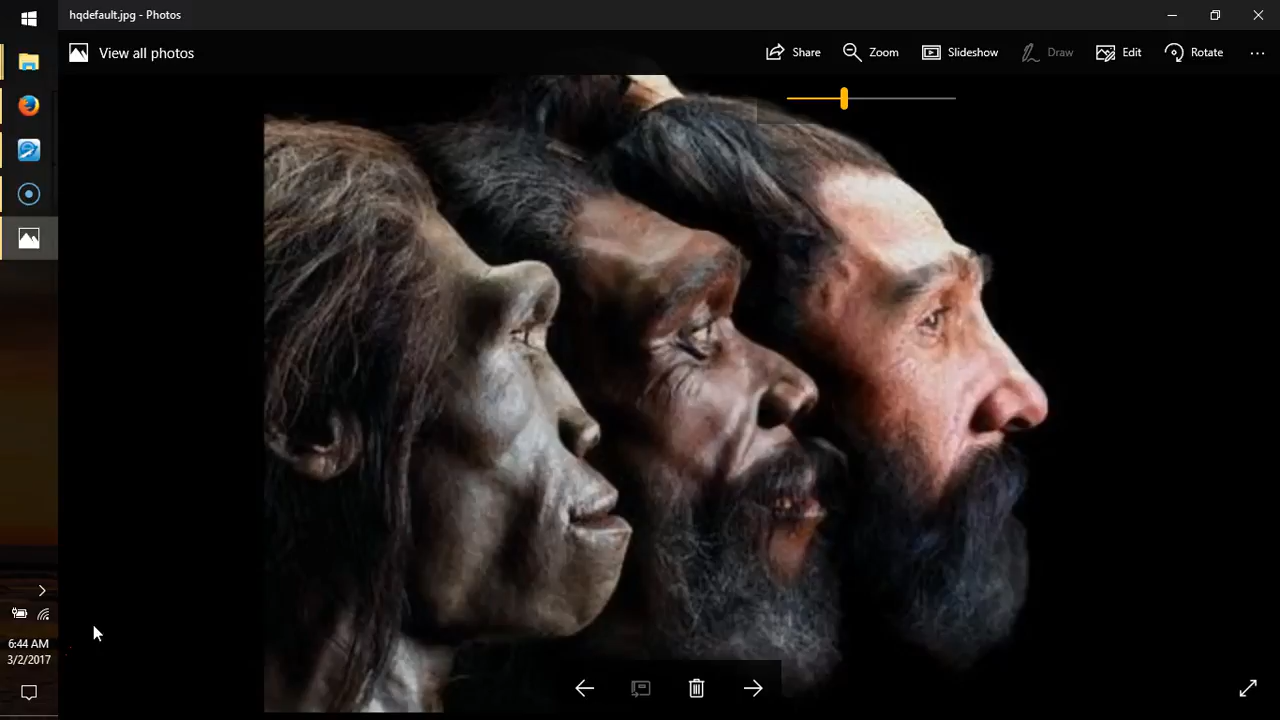 hqdefault.jpg - Photos
View all photos
Share
Zoom
Slideshow
Draw
Edit
Rotate
6:44 AM
3/2/2017